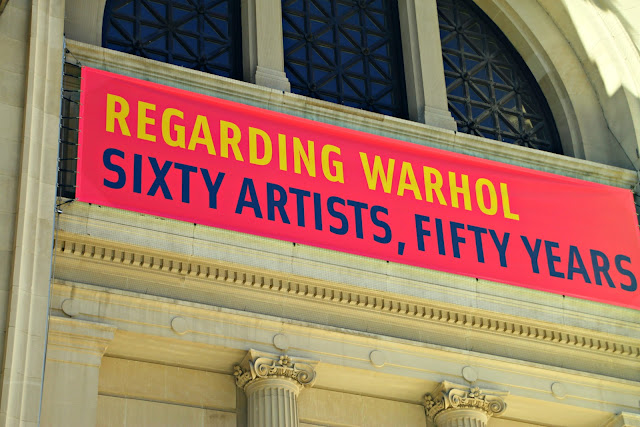 REGARDING WARHOL
SIXTY ARTISTS, FIFTY YEARS